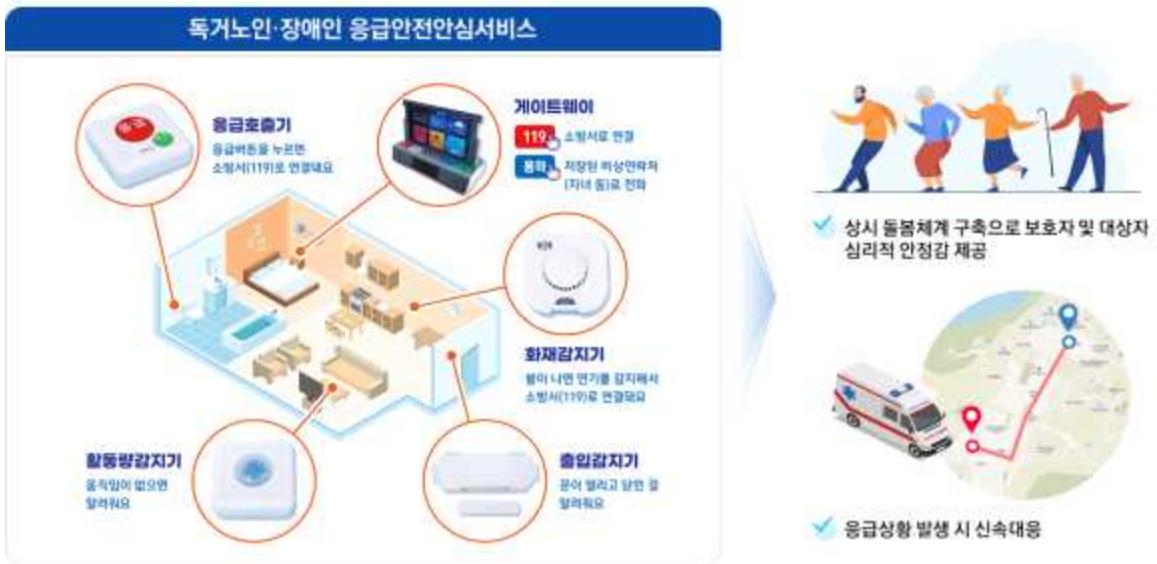 독거노인·장애인 응급안전안심서비스
응급
응급호출기
응급버튼을 누르면
소방서(119)로 연결돼요
게이트웨이
119 소방서로 연결
통화 저장된 비상연락처
(자녀 등)로 전화
화재감지기
불이 나면 연기를 감지해서
소방서(119)로 연결돼요
활동량감지기
움직임이 없으면
알려줘요
출입감지기
문이 열리고 닫힌 걸
알려줘요
상시 돌봄체계 구축으로 보호자 및 대상자
심리적 안정감 제공
응급상황 발생 시 신속대응